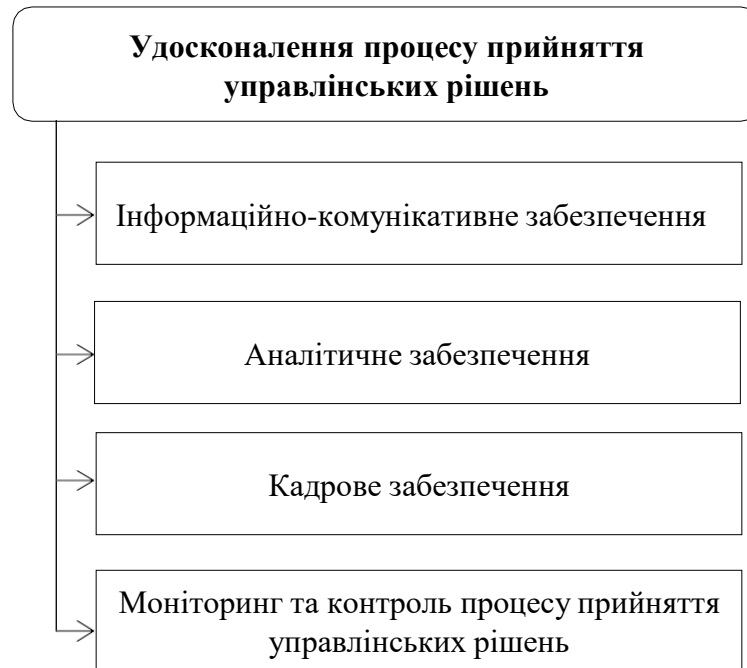 Удосконалення процесу прийняття
управлінських рішень
Інформаційно-комунікативне забезпечення
Аналітичне забезпечення
Кадрове забезпечення
Моніторинг та контроль процесу прийняття
управлінських рішень